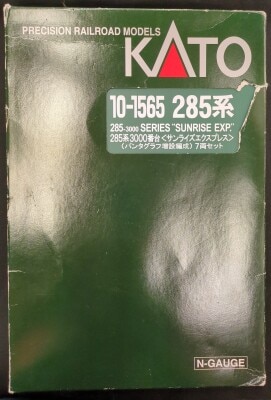 PRECISION RAILROAD MODELS
KATO
10-1565 285系
285-3000 SERIES "SUNRISE EXP."
285系3000番台<サンライズエクスプレス>
(パンタグラフ増設編成) 7両セット
N-GAUGE